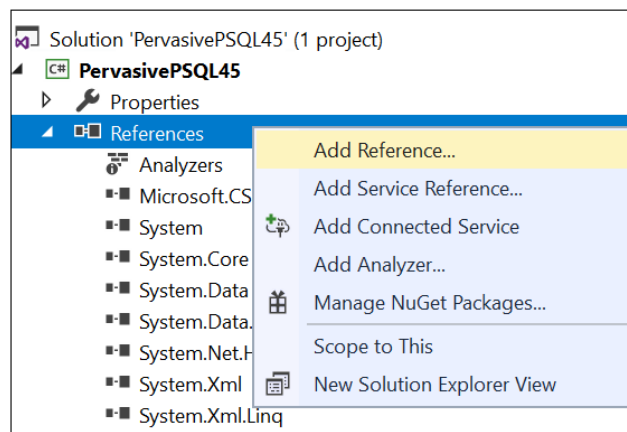 Solution 'PervasivePSQL45' (1 project)
C# PervasivePSQL45
Properties
References
Add Reference...
Analyzers
Add Service Reference...
Microsoft.CS
System
Add Connected Service
System.Core
Add Analyzer...
System.Data
Manage NuGet Packages...
System.Data.
System.Net.H
Scope to This
System.Xml
New Solution Explorer View
System.Xml.Linq